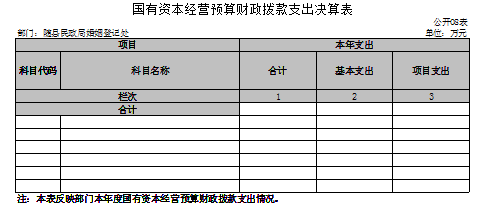 国有资本经营预算财政拨款支出决算表
公开08表
部门：随县民政局婚姻登记处 单位：万元
项目 本年支出
科目代码 科目名称 合计 基本支出 项目支出
栏次 1 2 3
合计
注：本表反映部门本年度国有资本经营预算财政拨款支出情况。